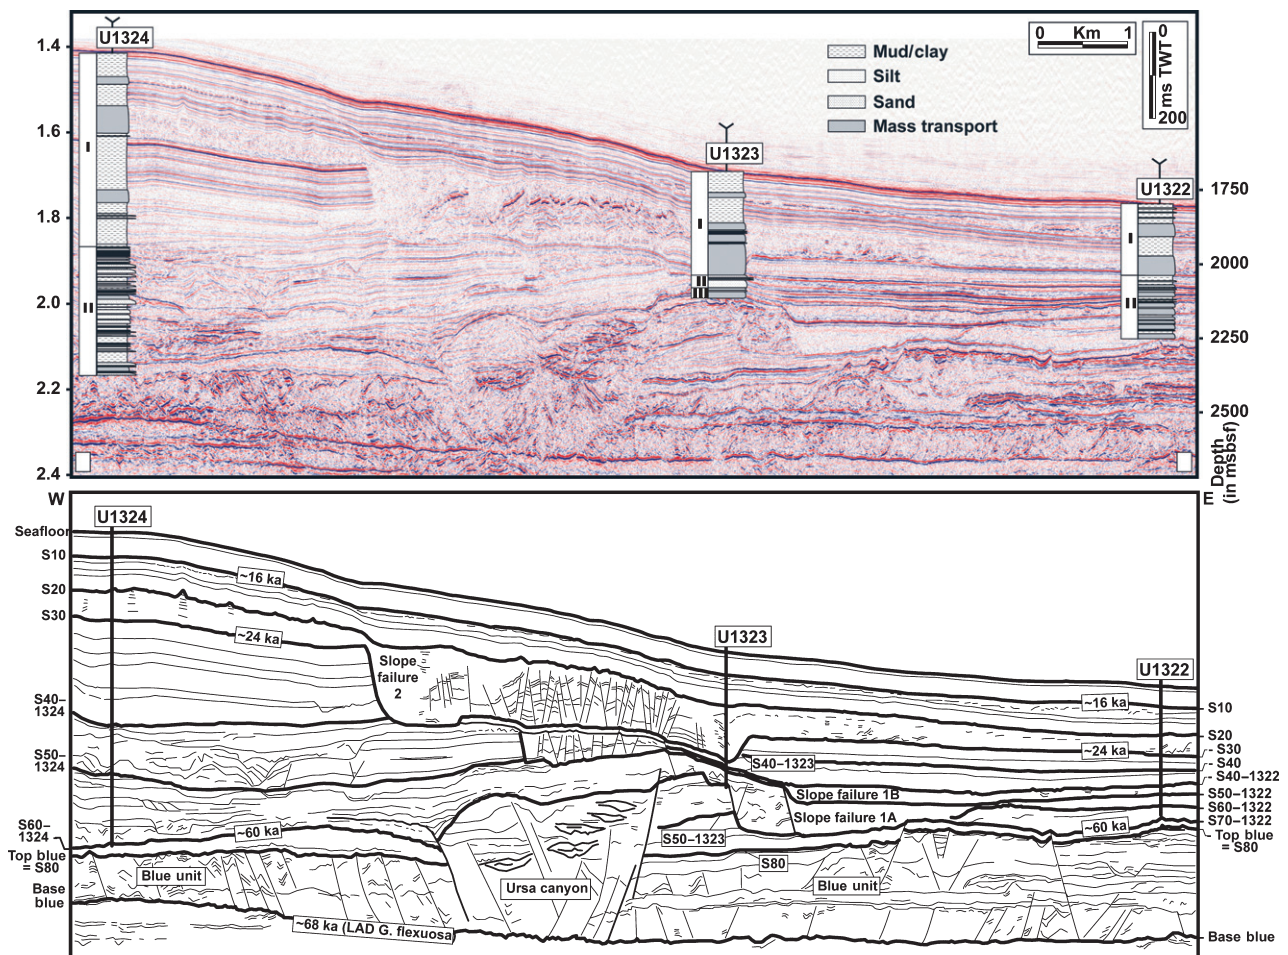 U1324
U1323
U1322
Mud/clay
Silt
Sand
Mass transport
0 Km 1
0
ms TWT
200
1.4
1.6
1.8
2.0
2.2
2.4
I
II
I
II
III
I
II
1750
2000
2250
2500
Depth
(in msbsf)
W
E
U1324
U1323
U1322
Seafloor
S10
S20
S30
S40–
1324
S50–
1324
S60–
1324
Top blue
= S80
Base
blue
~16 ka
~24 ka
~60 ka
~68 ka (LAD G. flexuosa
Slope
failure
2
S40–1323
Slope failure 1B
Slope failure 1A
S50–1323
S80
Blue unit
Ursa canyon
Blue unit
~16 ka
~24 ka
~60 ka
S10
S20
S30
S40
S40–1322
S50–1322
S60–1322
S70–1322
Top blue
= S80
Base blue